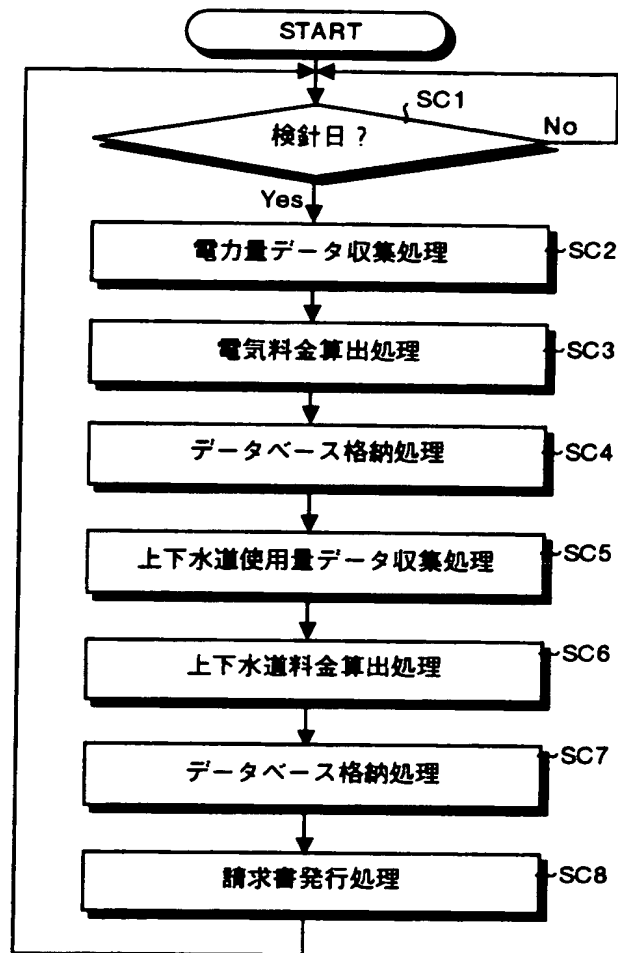 START
SC1
検針日?
No
Yes
電力量データ収集処理
SC2
電気料金算出処理
SC3
データベース格納処理
SC4
上下水道使用量データ収集処理
SC5
上下水道料金算出処理
SC6
データベース格納処理
SC7
請求書発行処理
SC8